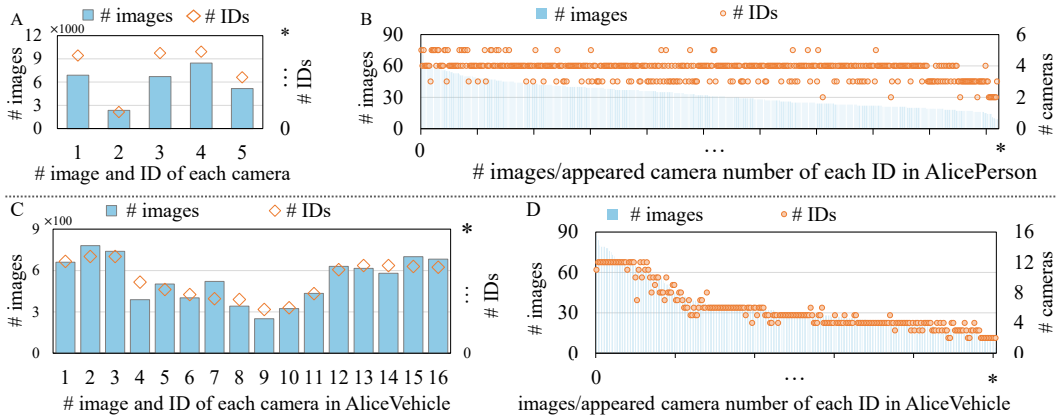 A
# images
# IDs
×1000
12
9
6
3
0
# images
*
⋮
0
# IDs
1 2 3 4 5
# image and ID of each camera
B
# images
# IDs
90
60
30
0
# images
6
4
2
0
# cameras
0 … *
# images/appeared camera number of each ID in AlicePerson
C
# images
# IDs
×100
9
6
3
0
# images
*
⋮
0
# IDs
1 2 3 4 5 6 7 8 9 10 11 12 13 14 15 16
# image and ID of each camera in AliceVehicle
D
# images
# IDs
90
60
30
0
# images
16
12
8
4
0
# cameras
0 … *
images/appeared camera number of each ID in AliceVehicle